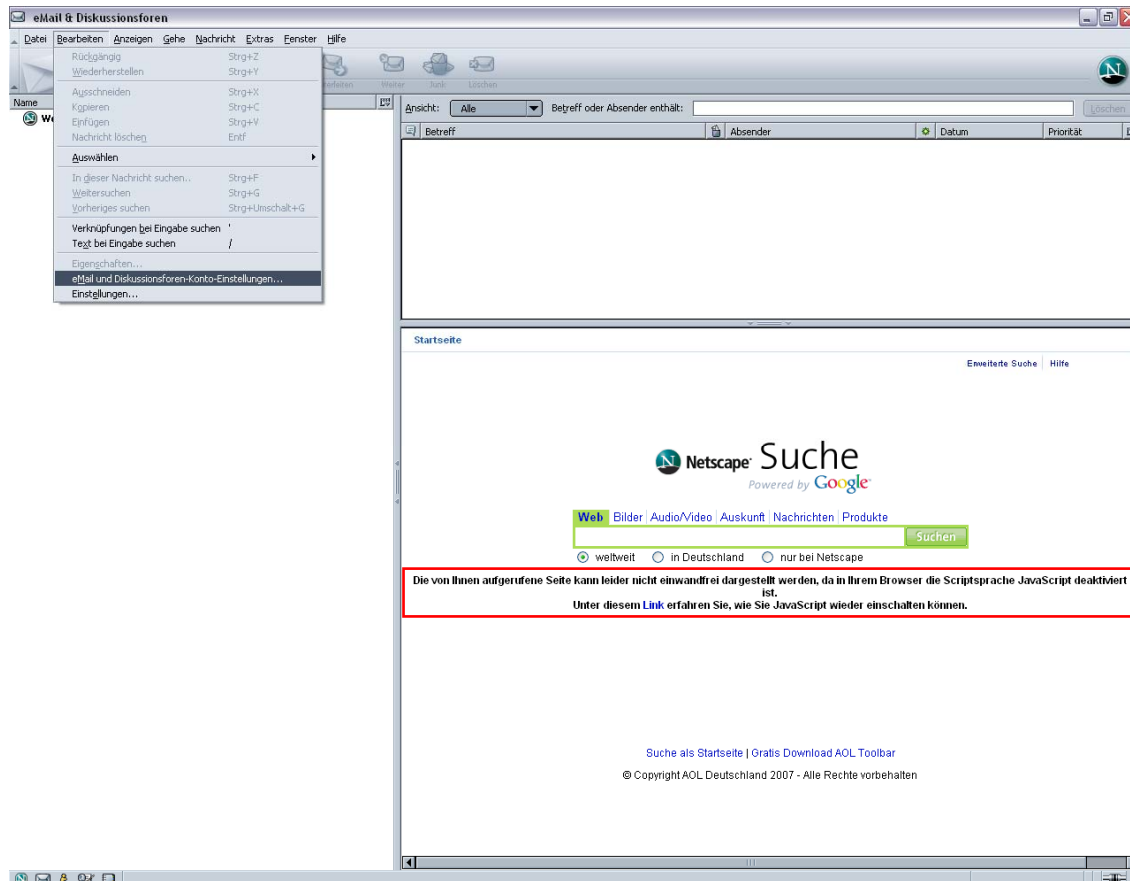 eMail & Diskussionsforen
Datei Bearbeiten Anzeigen Gehe Nachricht Extras Fenster Hilfe
Rückgängig Strg+Z
Wiederherstellen Strg+Y
Ausschneiden Strg+X
Kopieren Strg+C
Einfügen Strg+V
Nachricht löschen Entf
Auswählen
In dieser Nachricht suchen.. Strg+F
Weitersuchen Strg+G
Vorheriges suchen Strg+Umschalt+G
Verknüpfungen bei Eingabe suchen '
Text bei Eingabe suchen /
Eigenschaften...
eMail und Diskussionsforen-Konto-Einstellungen...
Einstellungen...
Weiter Junk Löschen
Name
Ansicht: Alle Betreff oder Absender enthält: Löschen
Betreff Absender Datum Priorität
Startseite
Erweiterte Suche Hilfe
N Netscape Suche
Powered by Google
Web Bilder Audio/Video Auskunft Nachrichten Produkte
Suchen
weltweit in Deutschland nur bei Netscape
Die von Ihnen aufgerufene Seite kann leider nicht einwandfrei dargestellt werden, da in Ihrem Browser die Scriptsprache JavaScript deaktiviert
ist.
Unter diesem Link erfahren Sie, wie Sie JavaScript wieder einschalten können.
Suche als Startseite | Gratis Download AOL Toolbar
© Copyright AOL Deutschland 2007 - Alle Rechte vorbehalten